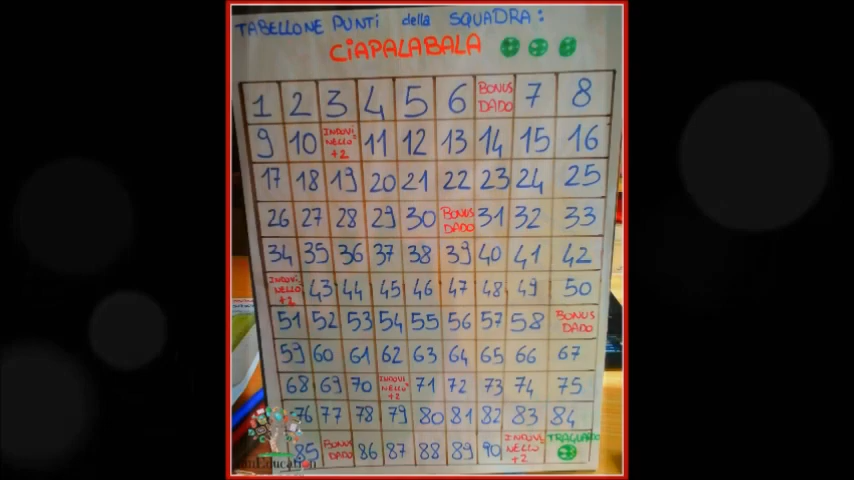 TABELLONE PUNTI della SQUADRA:
CIAPALABALA
1 2 3 4 5 6 BONUS DADO 7 8
9 10 INDOVINELLO +2 11 12 13 14 15 16
17 18 19 20 21 22 23 24 25
26 27 28 29 30 BONUS DADO 31 32 33
34 35 36 37 38 39 40 41 42
INDOVINELLO +2 43 44 45 46 47 48 49 50
51 52 53 54 55 56 57 58 BONUS DADO
59 60 61 62 63 64 65 66 67
68 69 70 INDOVINELLO +2 71 72 73 74 75
76 77 78 79 80 81 82 83 84
85 BONUS DADO 86 87 88 89 90 INDOVINELLO +2 TRAGUARDO